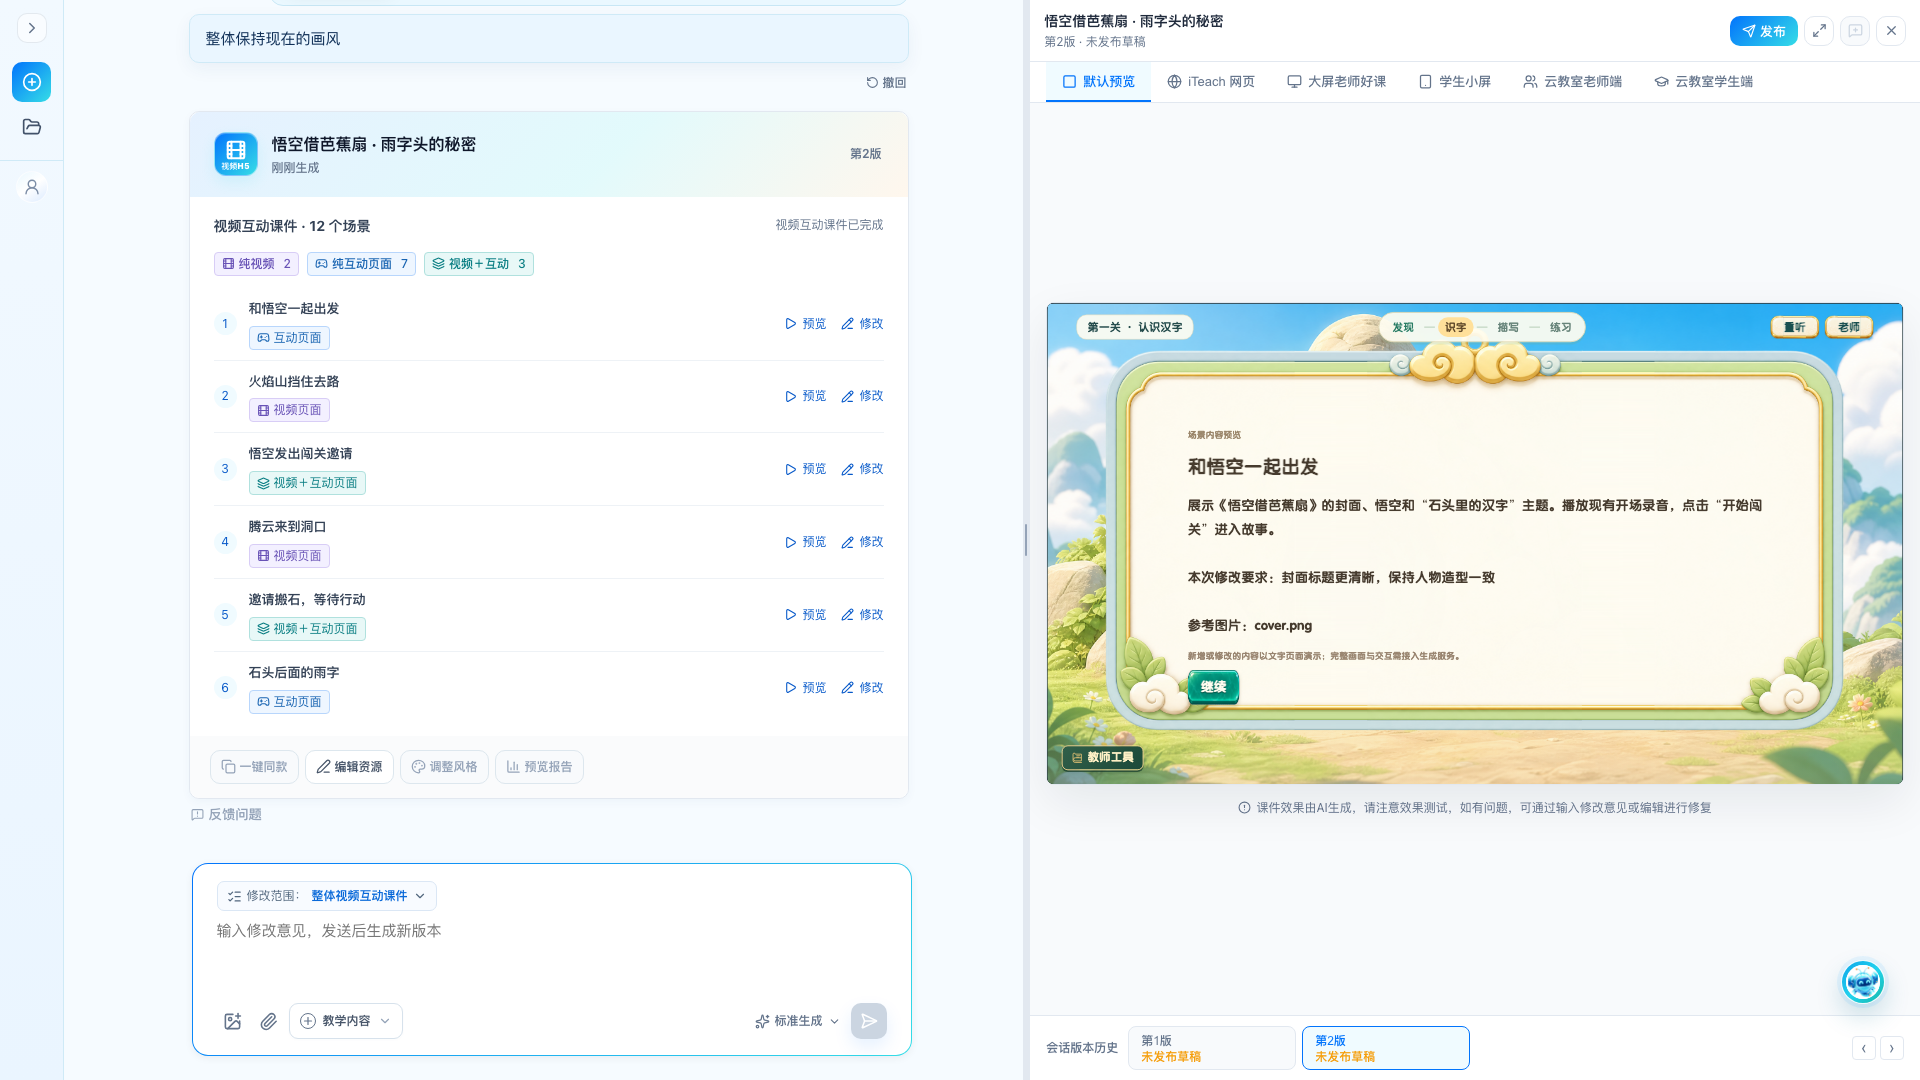 整体保持现在的画风
撤回
视频H5
悟空借芭蕉扇 · 雨字头的秘密
刚刚生成
第2版
视频互动课件 · 12 个场景
视频互动课件已完成
纯视频 2
纯互动页面 7
视频＋互动 3
1
和悟空一起出发
互动页面
预览
修改
2
火焰山挡住去路
视频页面
预览
修改
3
悟空发出闯关邀请
视频＋互动页面
预览
修改
4
腾云来到洞口
视频页面
预览
修改
5
邀请搬石，等待行动
视频＋互动页面
预览
修改
6
石头后面的雨字
互动页面
预览
修改
一键同款
编辑资源
调整风格
预览报告
反馈问题
修改范围： 整体视频互动课件
输入修改意见，发送后生成新版本
教学内容
标准生成
悟空借芭蕉扇 · 雨字头的秘密
第2版 · 未发布草稿
发布
默认预览
iTeach 网页
大屏老师好课
学生小屏
云教室老师端
云教室学生端
第一关 · 认识汉字
发现 — 识字 — 描写 — 练习
重听
老师
场景内容预览
和悟空一起出发
展示《悟空借芭蕉扇》的封面、悟空和“石头里的汉字”主题。播放现有开场录音，点击“开始闯
关”进入故事。
本次修改要求：封面标题更清晰，保持人物造型一致
参考图片：cover.png
新增或修改的内容以文字页面演示；完整画面与交互需接入生成服务。
继续
教师工具
课件效果由AI生成，请注意效果测试，如有问题，可通过输入修改意见或编辑进行修复
会话版本历史
第1版
未发布草稿
第2版
未发布草稿